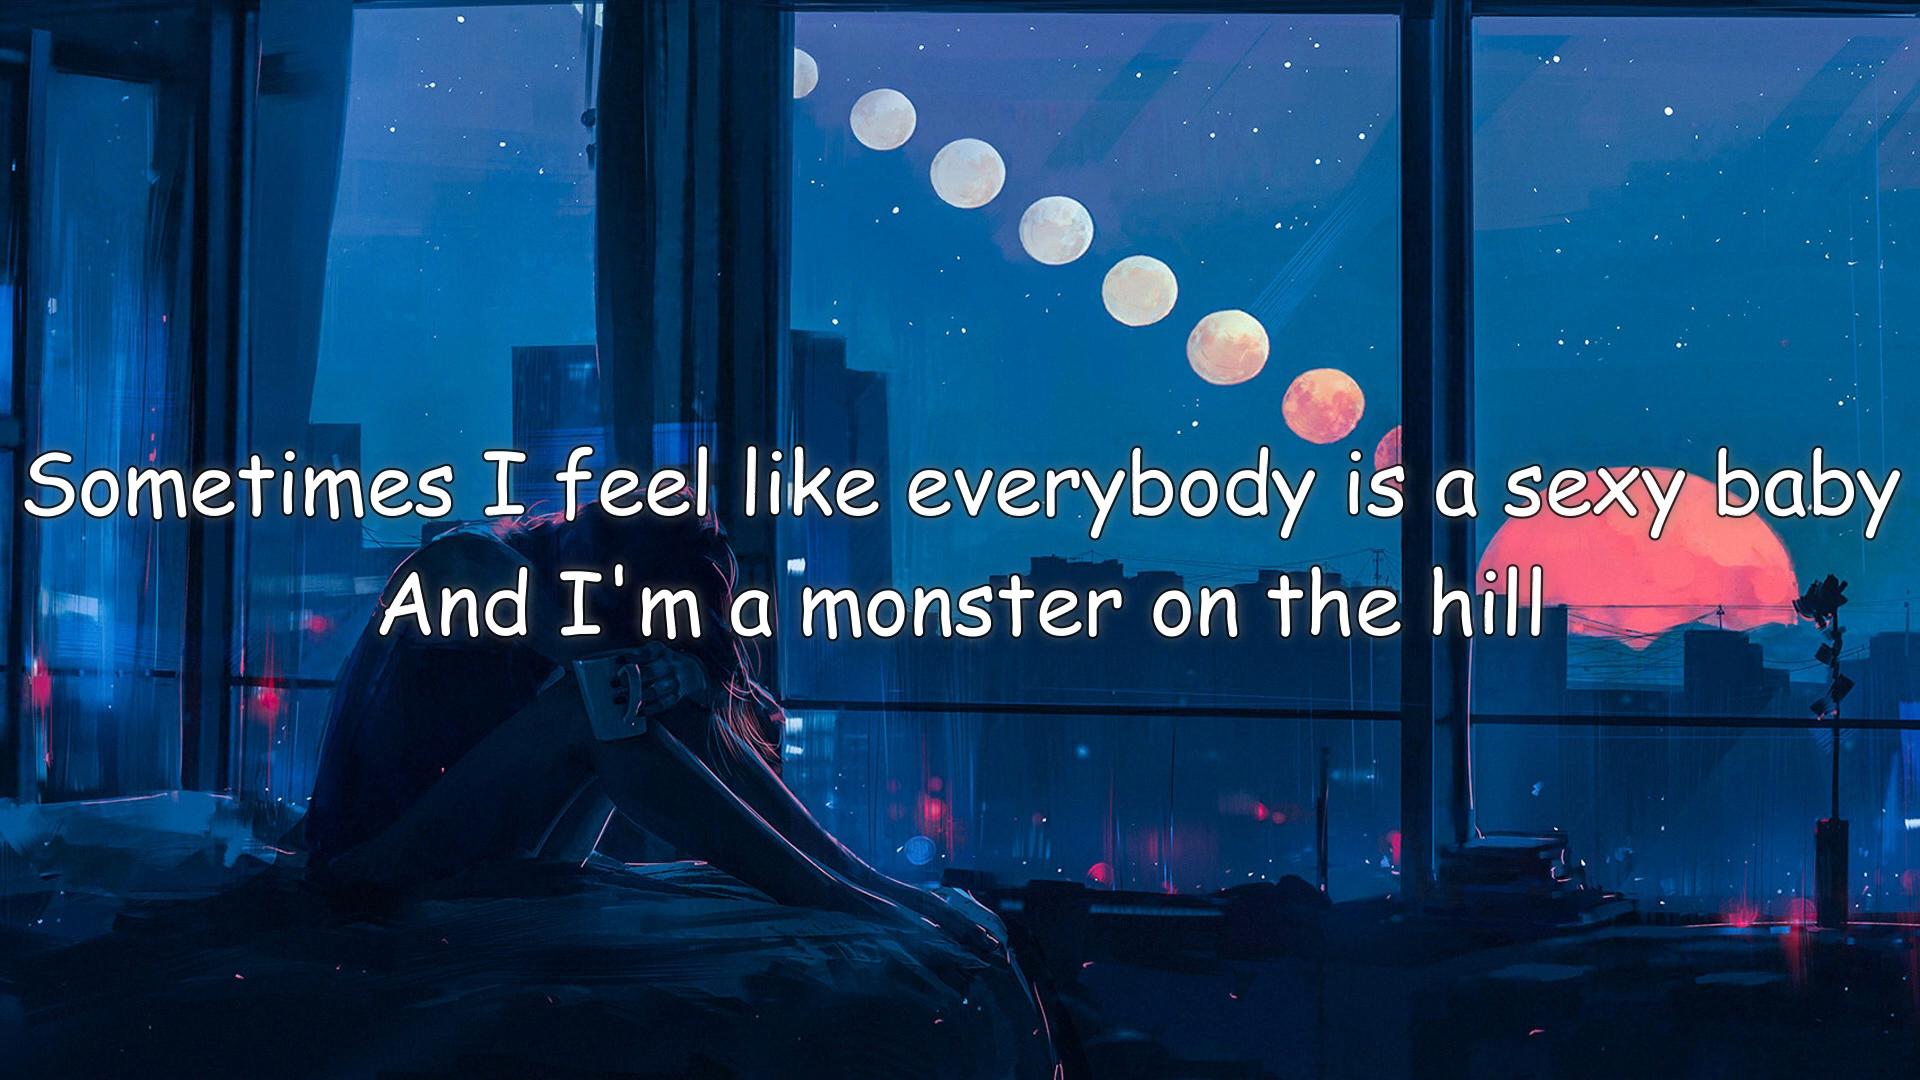 Sometimes I feel like everybody is a sexy baby
And I'm a monster on the hill